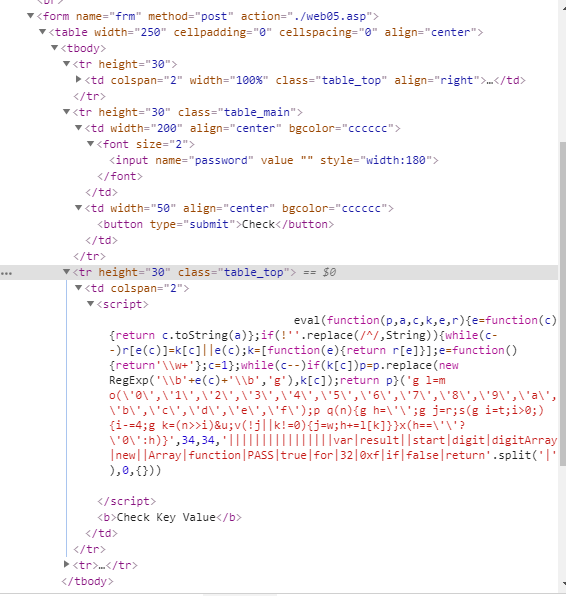 <br>
▼<form name="frm" method="post" action="./web05.asp">
▼<table width="250" cellpadding="0" cellspacing="0" align="center">
▼<tbody>
▼<tr height="30">
▶<td colspan="2" width="100%" class="table_top" align="right">…</td>
</tr>
▼<tr height="30" class="table_main">
▼<td width="200" align="center" bgcolor="cccccc">
▼<font size="2">
<input name="password" value "" style="width:180">
</font>
</td>
▼<td width="50" align="center" bgcolor="cccccc">
<button type="submit">Check</button>
</td>
</tr>
… ▼<tr height="30" class="table_top"> == $0
▼<td colspan="2">
▼<script>
eval(function(p,a,c,k,e,r){e=function(c)
{return c.toString(a)};if(!''.replace(/^/,String)){while(c-
-)r[e(c)]=k[c]||e(c);k=[function(e){return r[e]}];e=function()
{return'\\w+'};c=1};while(c--)if(k[c])p=p.replace(new
RegExp('\\b'+e(c)+'\\b','g'),k[c]);return p}('g l=m
o(\'0\',\'1\',\'2\',\'3\',\'4\',\'5\',\'6\',\'7\',\'8\',\'9\',\'a\',
\'b\',\'c\',\'d\',\'e\',\'f\');p q(n){g h=\'\';g j=r;s(g i=t;i>0;)
{i-=4;g k=(n>>i)&u;v(!j||k!=0){j=w;h+=l[k]}}x(h==\'\'?
\'0\':h)}',34,34,'||||||||||||||||var|result||start|digit|digitArray
|new||Array|function|PASS|true|for|32|0xf|if|false|return'.split('|'
),0,{}))
</script>
<b>Check Key Value</b>
</td>
</tr>
▶<tr>…</tr>
</tbody>